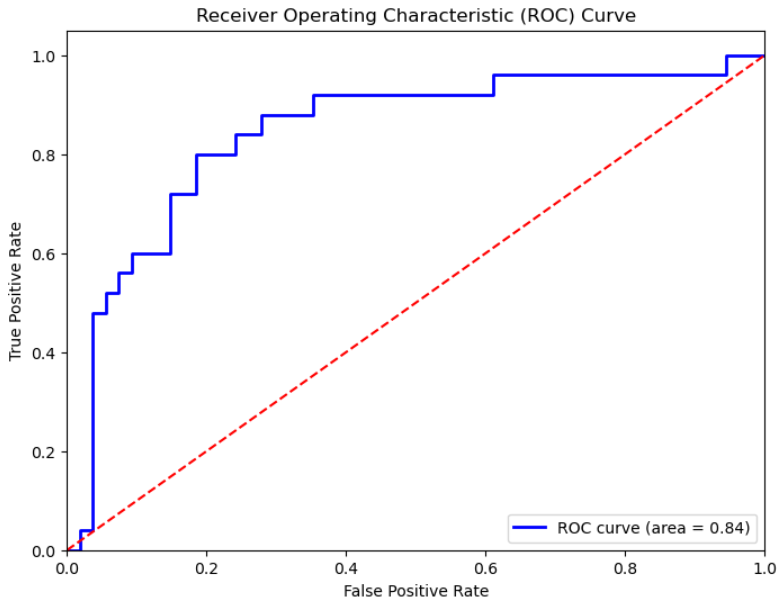 Receiver Operating Characteristic (ROC) Curve
True Positive Rate
1.0
0.8
0.6
0.4
0.2
0.0
ROC curve (area = 0.84)
0.0 0.2 0.4 0.6 0.8 1.0
False Positive Rate